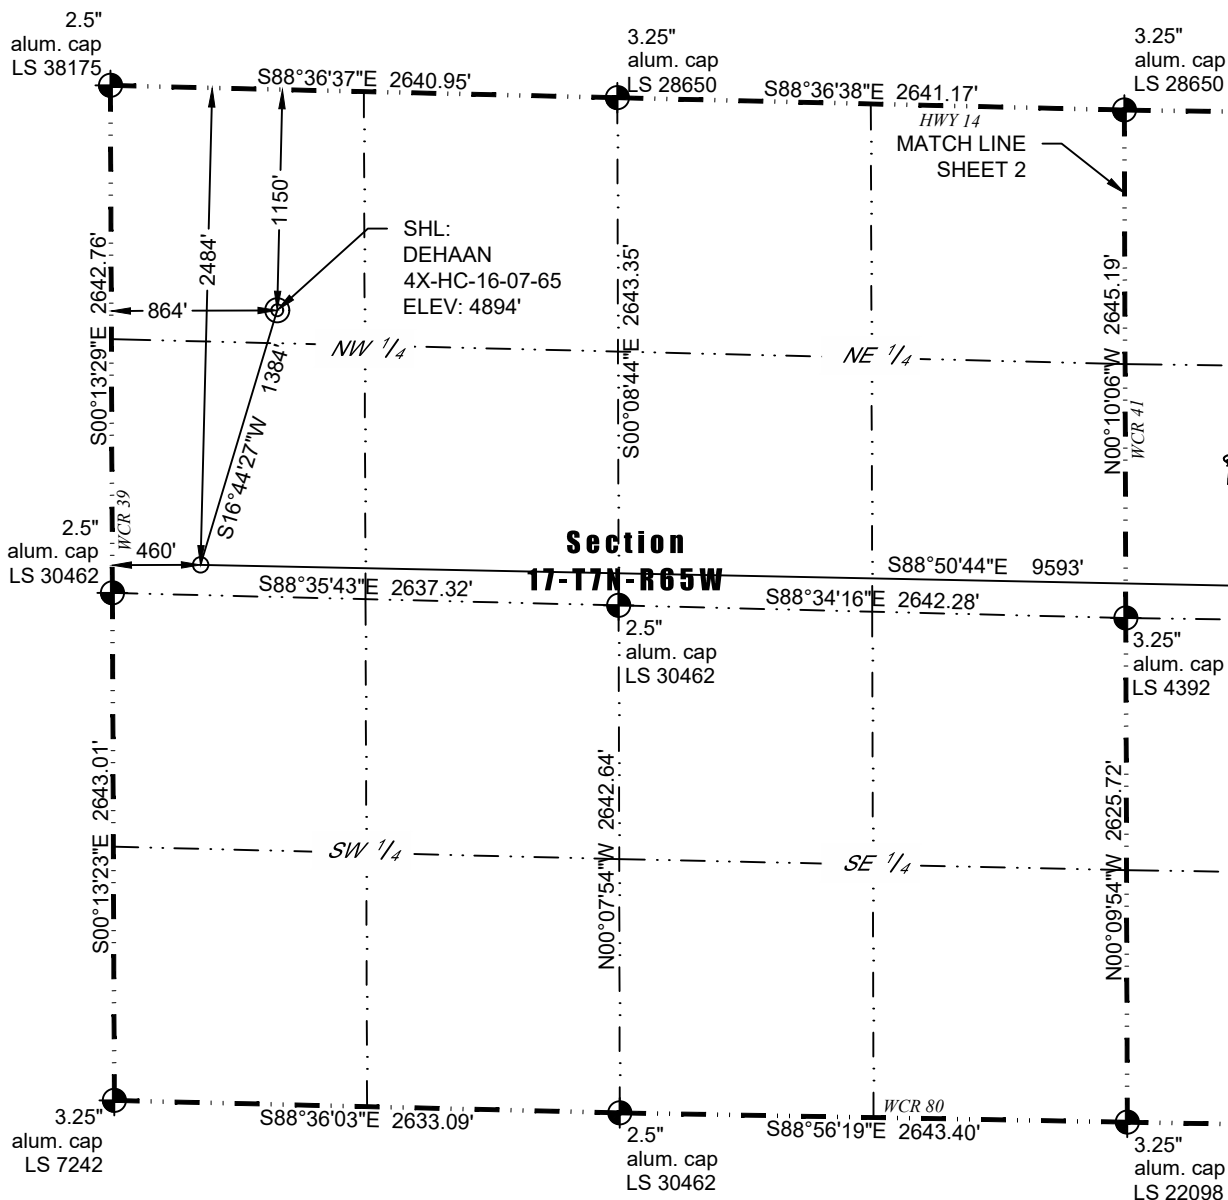 2.5"
alum. cap
LS 38175
S88°36'37"E 2640.95'
3.25"
alum. cap
LS 28650
S88°36'38"E 2641.17'
HWY 14
3.25"
alum. cap
LS 28650
MATCH LINE
SHEET 2
1150'
2484'
864'
SHL:
DEHAAN
4X-HC-16-07-65
ELEV: 4894'
S00°13'29"E 2642.76'
NW 1/4
S00°08'44"E 2643.35'
NE 1/4
N00°10'06"W 2645.19'
WCR 41
S16°44'27"W 1384'
WCR 39
460'
2.5"
alum. cap
LS 30462
Section
17-T7N-R65W
S88°50'44"E 9593'
S88°35'43"E 2637.32'
S88°34'16"E 2642.28'
2.5"
alum. cap
LS 30462
3.25"
alum. cap
LS 4392
S00°13'23"E 2643.01'
SW 1/4
N00°07'54"W 2642.64'
SE 1/4
N00°09'54"W 2625.72'
3.25"
alum. cap
LS 7242
S88°36'03"E 2633.09'
2.5"
alum. cap
LS 30462
WCR 80
S88°56'19"E 2643.40'
3.25"
alum. cap
LS 22098